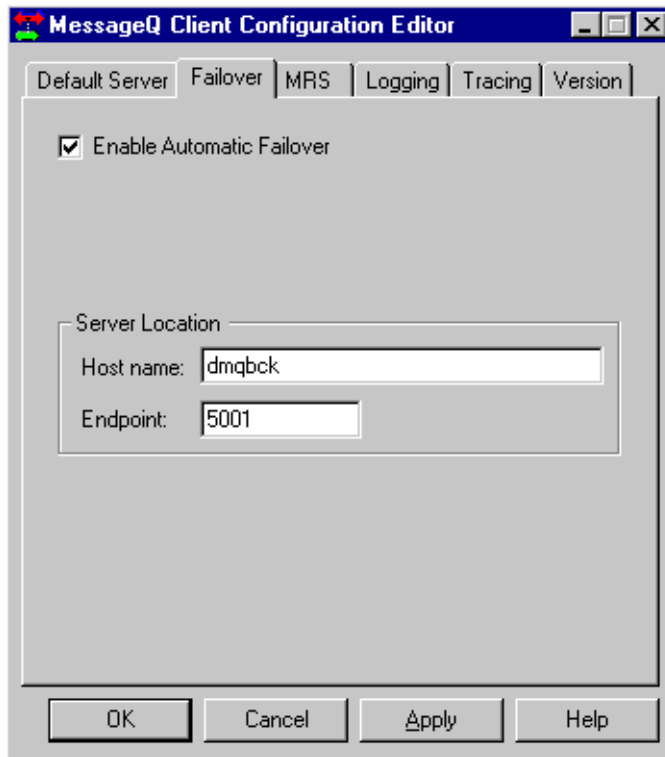 MessageQ Client Configuration Editor
Default Server Failover MRS Logging Tracing Version
Enable Automatic Failover
Server Location
Host name: dmqbck
Endpoint: 5001
OK Cancel Apply Help